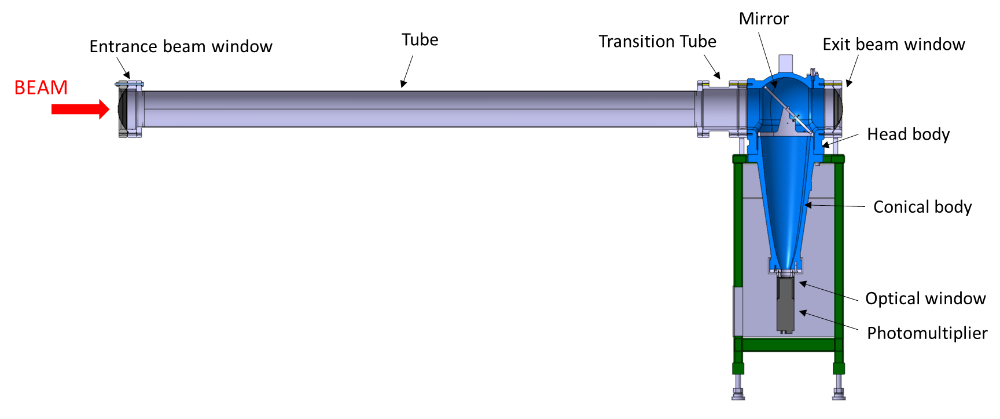 Mirror
Entrance beam window
Tube
Transition Tube
Exit beam window
BEAM
Head body
Conical body
Optical window
Photomultiplier